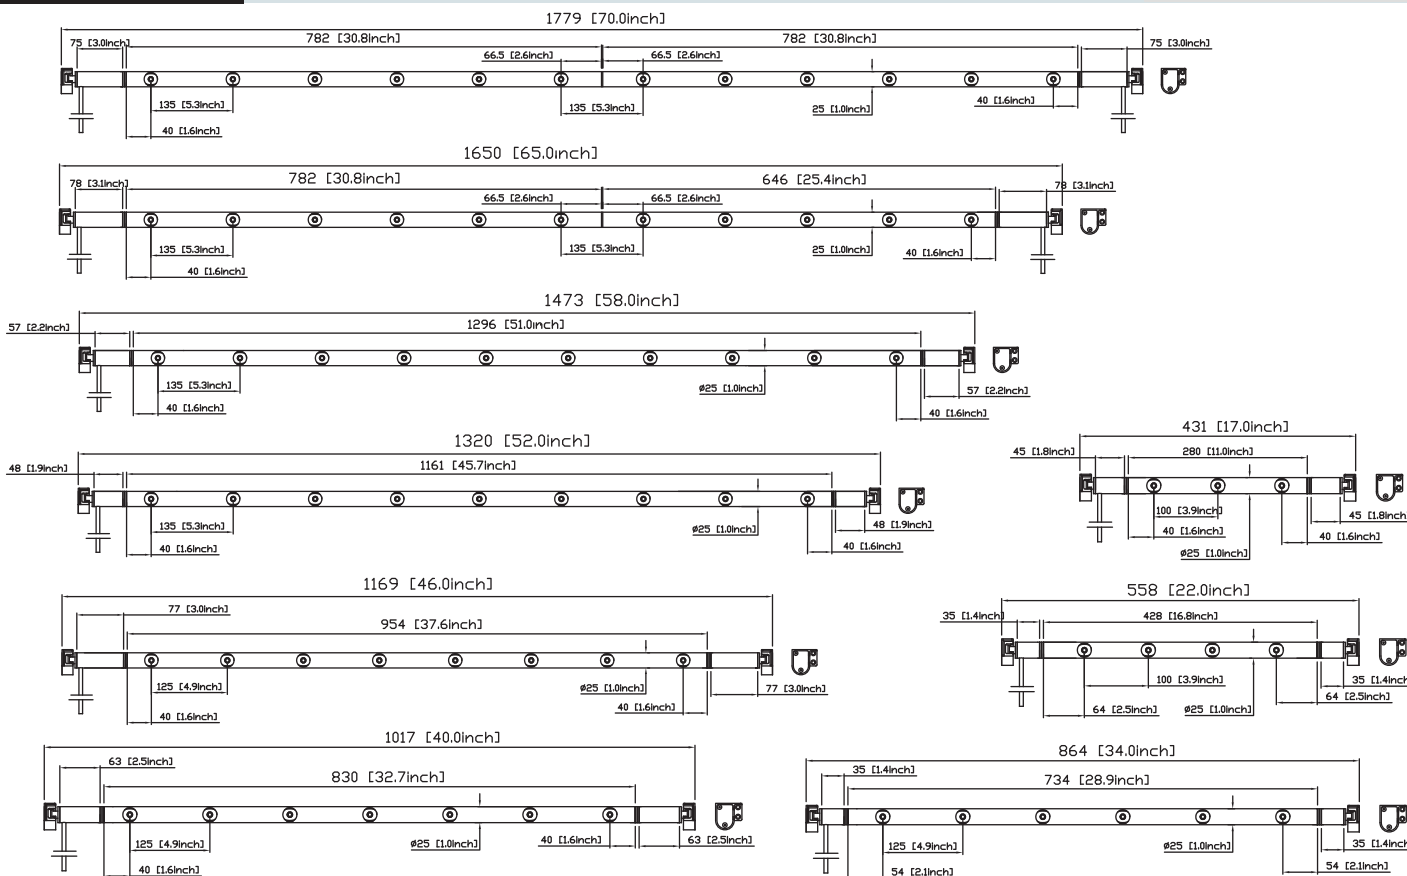 1779 [70.0inch]
75 [3.0inch] 782 [30.8inch] 782 [30.8inch] 75 [3.0inch]
66.5 [2.6inch] 66.5 [2.6inch]
135 [5.3inch] 135 [5.3inch] 25 [1.0inch] 40 [1.6inch]
40 [1.6inch]
1650 [65.0inch]
78 [3.1inch] 782 [30.8inch] 646 [25.4inch] 78 [3.1inch]
66.5 [2.6inch] 66.5 [2.6inch]
135 [5.3inch] 135 [5.3inch] 25 [1.0inch] 40 [1.6inch]
40 [1.6inch]
1473 [58.0inch]
57 [2.2inch] 1296 [51.0inch]
135 [5.3inch] ø25 [1.0inch] 57 [2.2inch]
40 [1.6inch] 40 [1.6inch]
1320 [52.0inch]
48 [1.9inch] 1161 [45.7inch]
135 [5.3inch] ø25 [1.0inch] 48 [1.9inch]
40 [1.6inch] 40 [1.6inch]
431 [17.0inch]
45 [1.8inch] 280 [11.0inch]
100 [3.9inch] 45 [1.8inch]
40 [1.6inch] 40 [1.6inch]
ø25 [1.0inch]
1169 [46.0inch]
77 [3.0inch]
954 [37.6inch]
125 [4.9inch] ø25 [1.0inch] 77 [3.0inch]
40 [1.6inch] 40 [1.6inch]
558 [22.0inch]
35 [1.4inch] 428 [16.8inch]
100 [3.9inch] 35 [1.4inch
64 [2.5inch] ø25 [1.0inch] 64 [2.5inch]
1017 [40.0inch]
63 [2.5inch]
830 [32.7inch]
125 [4.9inch] ø25 [1.0inch] 40 [1.6inch] 63 [2.5inch]
40 [1.6inch]
864 [34.0inch]
35 [1.4inch]
734 [28.9inch]
125 [4.9inch] ø25 [1.0inch] 35 [1.4inch
54 [2.1inch] 54 [2.1inch]